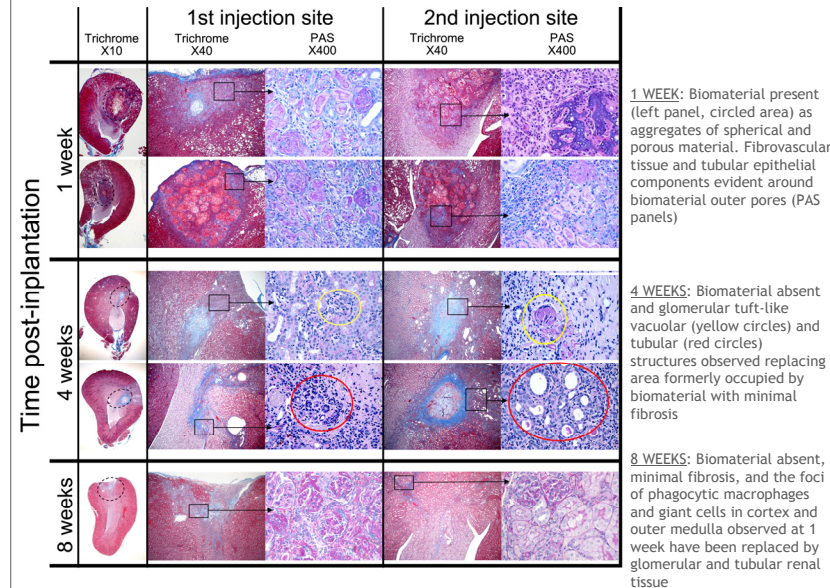 1st injection site
2nd injection site
Trichrome
X10
Trichrome
X40
PAS
X400
Trichrome
X40
PAS
X400
Time post-inplantation
1 week
4 weeks
8 weeks
1 WEEK: Biomaterial present
(left panel, circled area) as
aggregates of spherical and
porous material. Fibrovascular
tissue and tubular epithelial
components evident around
biomaterial outer pores (PAS
panels)
4 WEEKS: Biomaterial absent
and glomerular tuft-like
vacuolar (yellow circles) and
tubular (red circles)
structures observed replacing
area formerly occupied by
biomaterial with minimal
fibrosis
8 WEEKS: Biomaterial absent,
minimal fibrosis, and the foci
of phagocytic macrophages
and giant cells in cortex and
outer medulla observed at 1
week have been replaced by
glomerular and tubular renal
tissue